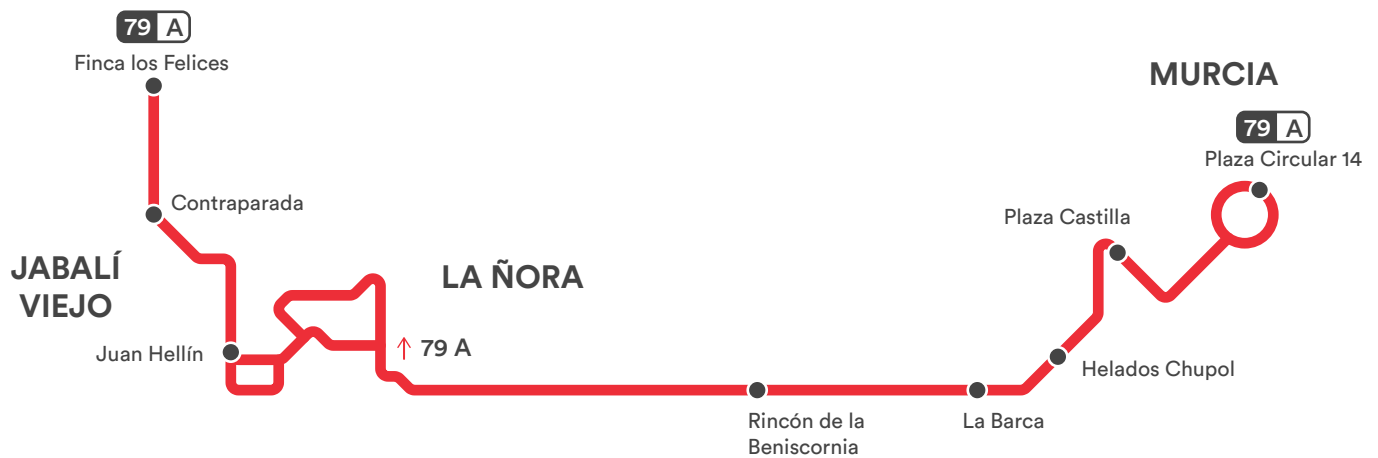 79 A
Finca los Felices
MURCIA
79 A
Plaza Circular 14
Contraparada
Plaza Castilla
JABALÍ
VIEJO
LA ÑORA
Juan Hellín
↑ 79 A
Helados Chupol
Rincón de la
Beniscornia
La Barca